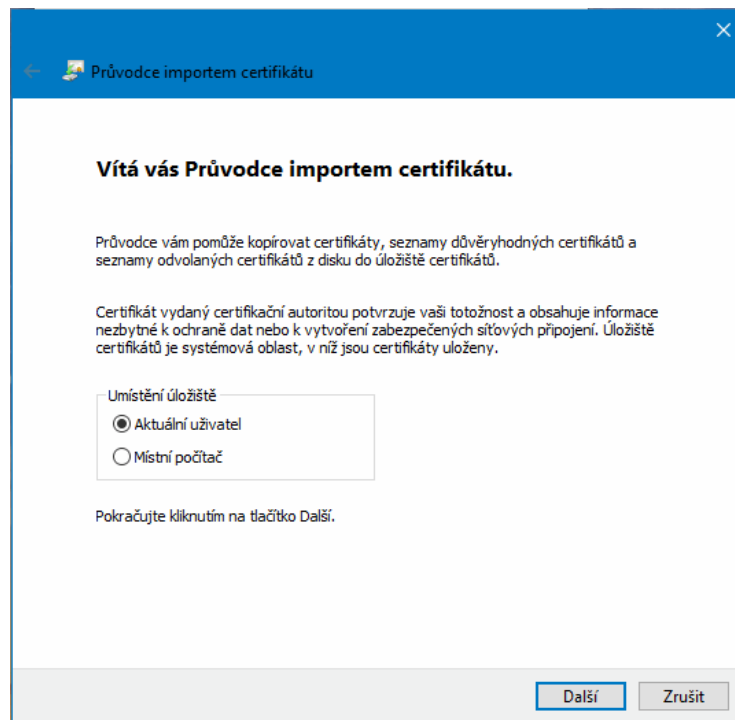 Průvodce importem certifikátu
Vítá vás Průvodce importem certifikátu.
Průvodce vám pomůže kopírovat certifikáty, seznamy důvěryhodných certifikátů a
seznamy odvolaných certifikátů z disku do úložiště certifikátů.
Certifikát vydaný certifikační autoritou potvrzuje vaši totožnost a obsahuje informace
nezbytné k ochraně dat nebo k vytvoření zabezpečených síťových připojení. Úložiště
certifikátů je systémová oblast, v níž jsou certifikáty uloženy.
Umístění úložiště
Aktuální uživatel
Místní počítač
Pokračujte kliknutím na tlačítko Další.
Další Zrušit